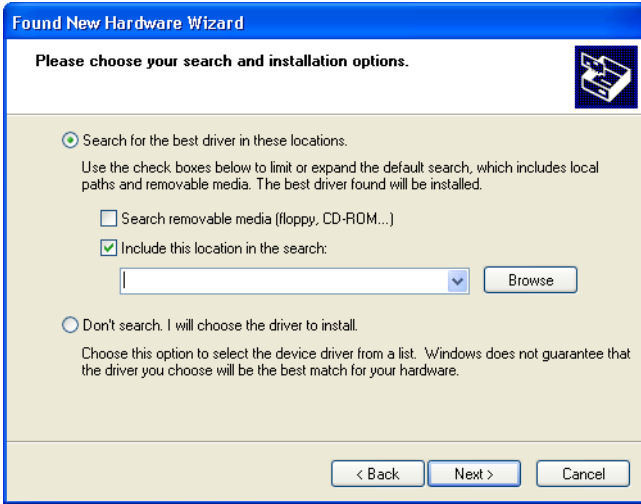 Found New Hardware Wizard
Please choose your search and installation options.
Search for the best driver in these locations.
Use the check boxes below to limit or expand the default search, which includes local
paths and removable media. The best driver found will be installed.
Search removable media (floppy, CD-ROM...)
Include this location in the search:
Browse
Don't search. I will choose the driver to install.
Choose this option to select the device driver from a list. Windows does not guarantee that
the driver you choose will be the best match for your hardware.
< Back Next > Cancel